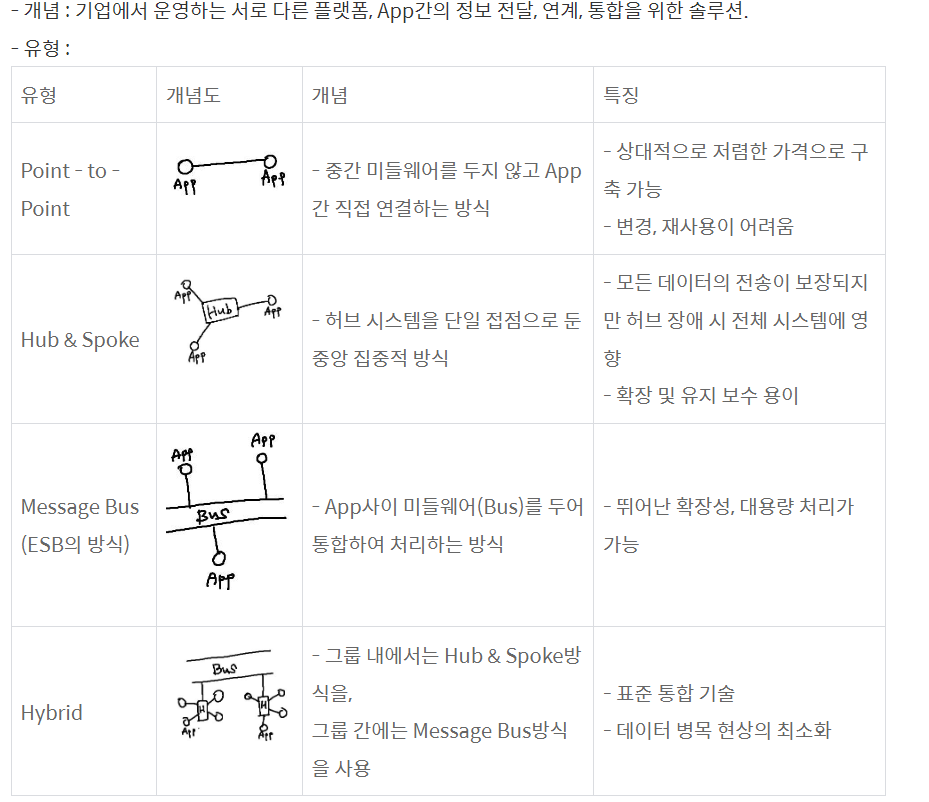 - 개념 : 기업에서 운영하는 서로 다른 플랫폼, App간의 정보 전달, 연계, 통합을 위한 솔루션.
- 유형 :
유형
개념도
개념
특징
Point - to -
Point
App
App
- 중간 미들웨어를 두지 않고 App
간 직접 연결하는 방식
- 상대적으로 저렴한 가격으로 구
축 가능
- 변경, 재사용이 어려움
Hub & Spoke
App
Hub
App
App
- 허브 시스템을 단일 접점으로 둔
중앙 집중적 방식
- 모든 데이터의 전송이 보장되지
만 허브 장애 시 전체 시스템에 영
향
- 확장 및 유지 보수 용이
Message Bus
(ESB의 방식)
App
App
Bus
App
- App사이 미들웨어(Bus)를 두어
통합하여 처리하는 방식
- 뛰어난 확장성, 대용량 처리가
가능
Hybrid
Bus
H
H
App
App
- 그룹 내에서는 Hub & Spoke방
식을,
그룹 간에는 Message Bus방식
을 사용
- 표준 통합 기술
- 데이터 병목 현상의 최소화